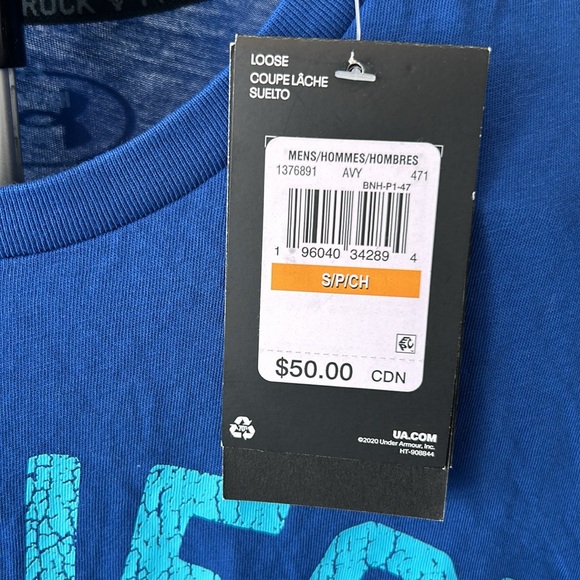 ROCK
LOOSE
COUPE LÂCHE
SUELTO
MENS/HOMMES/HOMBRES
1376891 AVY 471
BNH-P1-47
1 96040 34289 4
S/P/CH
$50.00 CDN
UA.COM
©2020 Under Armour, Inc.
HT-908844